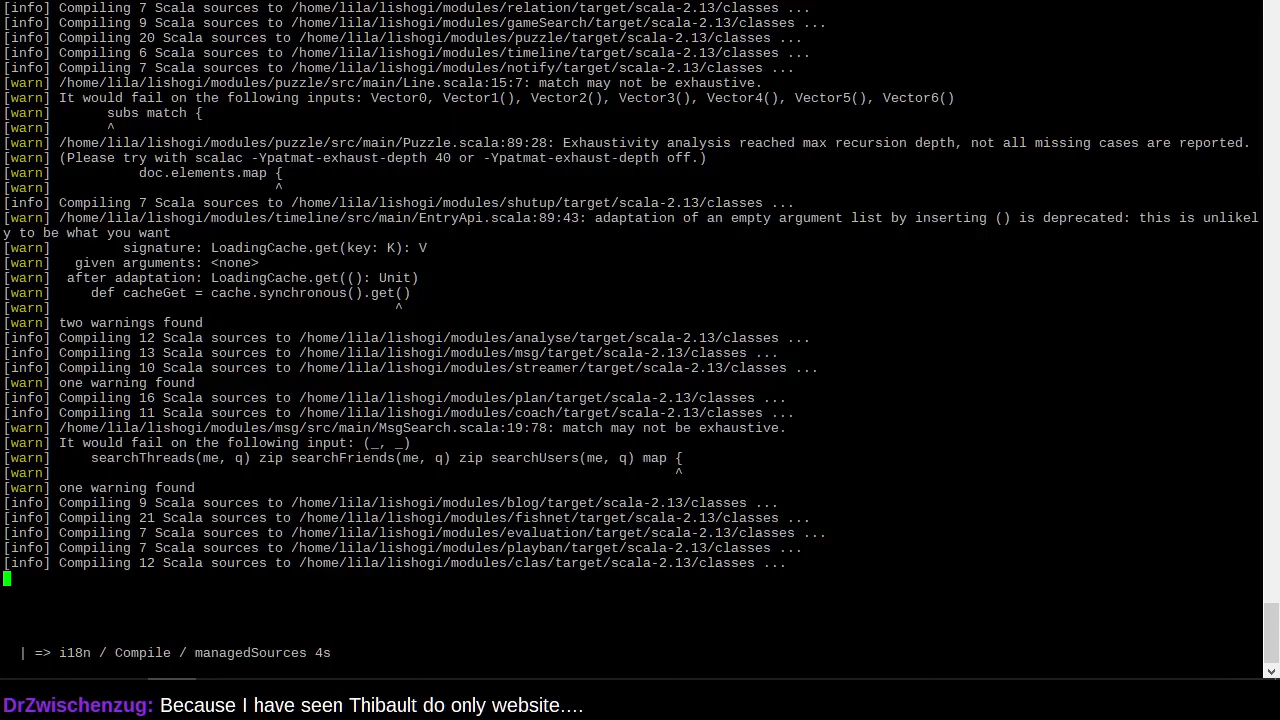 [info] Compiling 7 Scala sources to /home/lila/lishogi/modules/relation/target/scala-2.13/classes ...
[info] Compiling 9 Scala sources to /home/lila/lishogi/modules/gameSearch/target/scala-2.13/classes ...
[info] Compiling 20 Scala sources to /home/lila/lishogi/modules/puzzle/target/scala-2.13/classes ...
[info] Compiling 6 Scala sources to /home/lila/lishogi/modules/timeline/target/scala-2.13/classes ...
[info] Compiling 7 Scala sources to /home/lila/lishogi/modules/notify/target/scala-2.13/classes ...
[warn] /home/lila/lishogi/modules/puzzle/src/main/Line.scala:15:7: match may not be exhaustive.
[warn] It would fail on the following inputs: Vector0, Vector1(), Vector2(), Vector3(), Vector4(), Vector5(), Vector6()
[warn]       subs match {
[warn]       ^
[warn] /home/lila/lishogi/modules/puzzle/src/main/Puzzle.scala:89:28: Exhaustivity analysis reached max recursion depth, not all missing cases are reported.
[warn] (Please try with scalac -Ypatmat-exhaust-depth 40 or -Ypatmat-exhaust-depth off.)
[warn]           doc.elements.map {
[warn]                            ^
[info] Compiling 7 Scala sources to /home/lila/lishogi/modules/shutup/target/scala-2.13/classes ...
[warn] /home/lila/lishogi/modules/timeline/src/main/EntryApi.scala:89:43: adaptation of an empty argument list by inserting () is deprecated: this is unlikel
y to be what you want
[warn]         signature: LoadingCache.get(key: K): V
[warn]   given arguments: <none>
[warn]  after adaptation: LoadingCache.get((): Unit)
[warn]     def cacheGet = cache.synchronous().get()
[warn]                                           ^
[warn] two warnings found
[info] Compiling 12 Scala sources to /home/lila/lishogi/modules/analyse/target/scala-2.13/classes ...
[info] Compiling 13 Scala sources to /home/lila/lishogi/modules/msg/target/scala-2.13/classes ...
[info] Compiling 10 Scala sources to /home/lila/lishogi/modules/streamer/target/scala-2.13/classes ...
[warn] one warning found
[info] Compiling 16 Scala sources to /home/lila/lishogi/modules/plan/target/scala-2.13/classes ...
[info] Compiling 11 Scala sources to /home/lila/lishogi/modules/coach/target/scala-2.13/classes ...
[warn] /home/lila/lishogi/modules/msg/src/main/MsgSearch.scala:19:78: match may not be exhaustive.
[warn] It would fail on the following input: (_, _)
[warn]     searchThreads(me, q) zip searchFriends(me, q) zip searchUsers(me, q) map {
[warn]                                                                              ^
[warn] one warning found
[info] Compiling 9 Scala sources to /home/lila/lishogi/modules/blog/target/scala-2.13/classes ...
[info] Compiling 21 Scala sources to /home/lila/lishogi/modules/fishnet/target/scala-2.13/classes ...
[info] Compiling 7 Scala sources to /home/lila/lishogi/modules/evaluation/target/scala-2.13/classes ...
[info] Compiling 7 Scala sources to /home/lila/lishogi/modules/playban/target/scala-2.13/classes ...
[info] Compiling 12 Scala sources to /home/lila/lishogi/modules/clas/target/scala-2.13/classes ...
  | => i18n / Compile / managedSources 4s
DrZwischenzug: Because I have seen Thibault do only website....